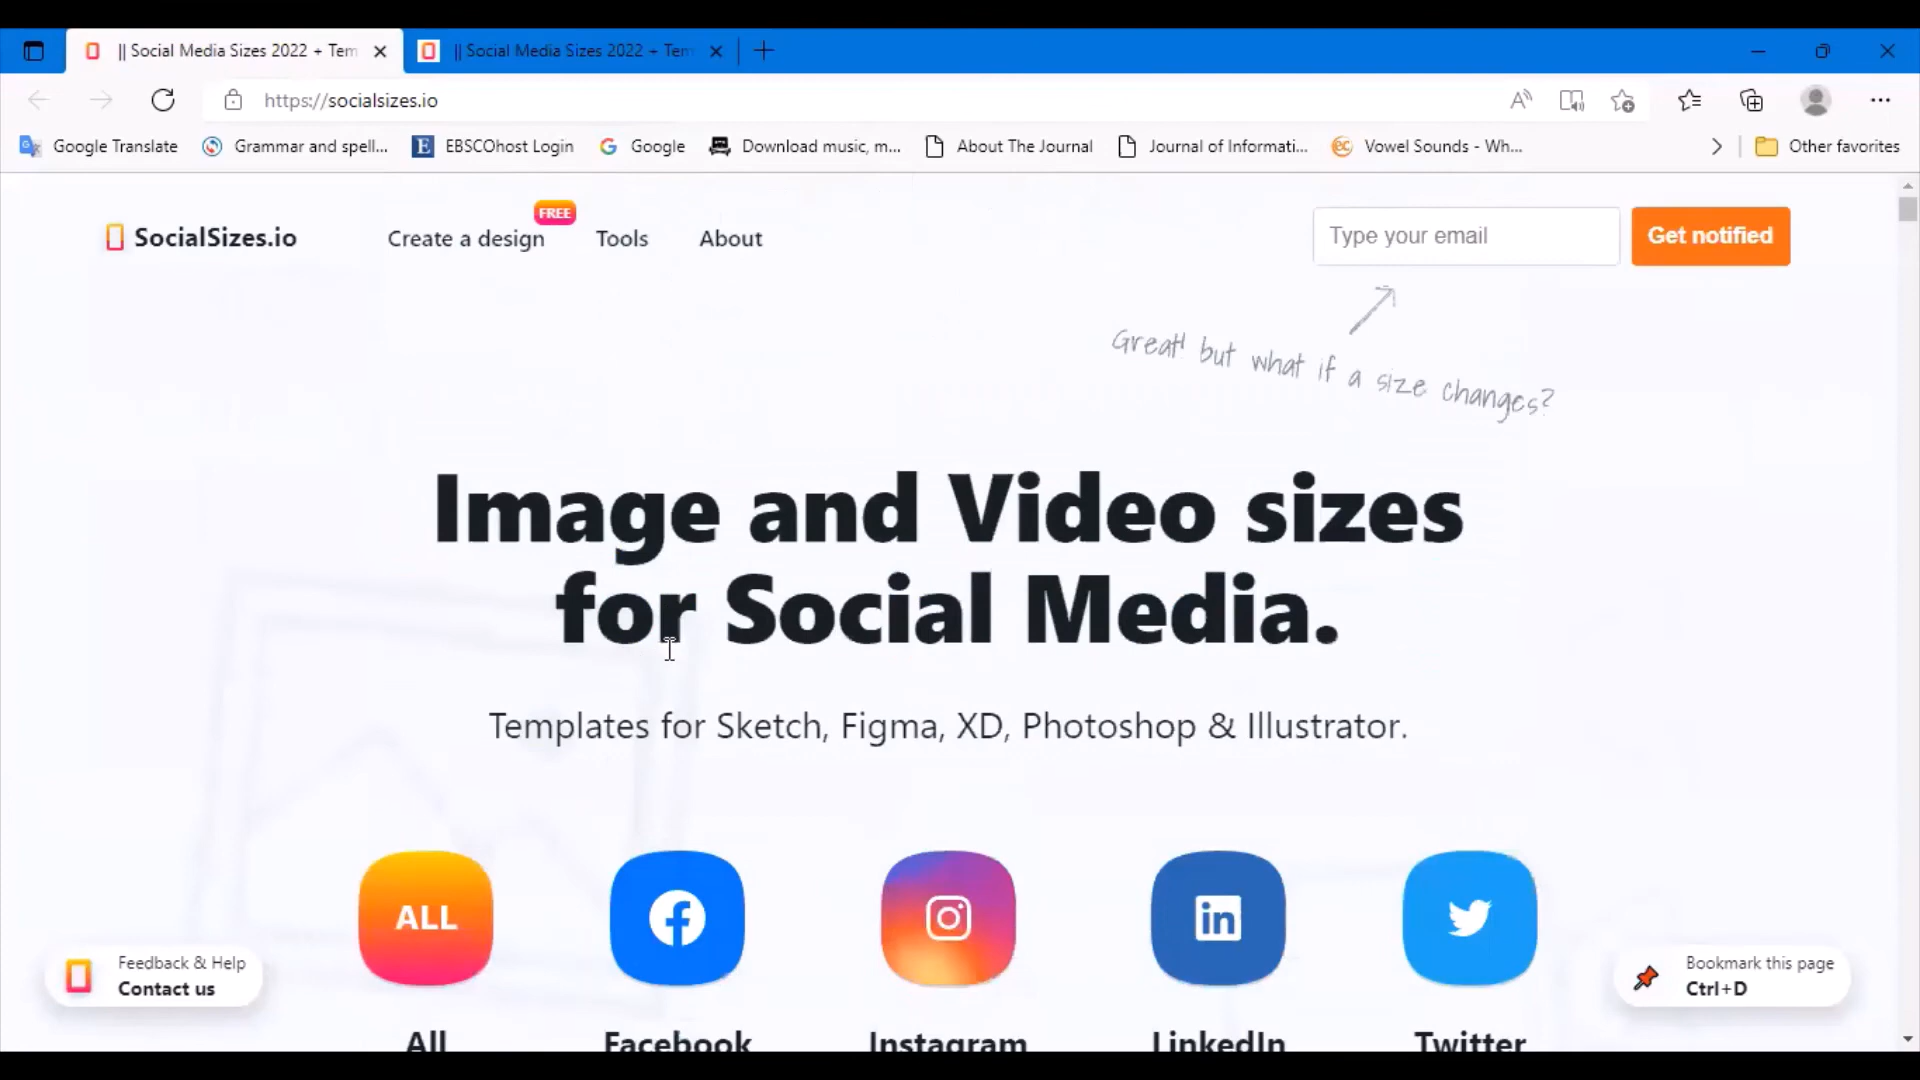 || Social Media Sizes 2022 + Tem
|| Social Media Sizes 2022 + Tem
https://socialsizes.io
Google Translate
Grammar and spell...
EBSCOhost Login
Google
Download music, m...
About The Journal
Journal of Informati...
Vowel Sounds - Wh...
Other favorites
SocialSizes.io
Create a design
FREE
Tools
About
Type your email
Get notified
Great! but what if a size changes?
Image and Video sizes
for Social Media.
Templates for Sketch, Figma, XD, Photoshop & Illustrator.
ALL
in
Feedback & Help
Contact us
Bookmark this page
Ctrl+D
All
Facebook
Instagram
LinkedIn
Twitter